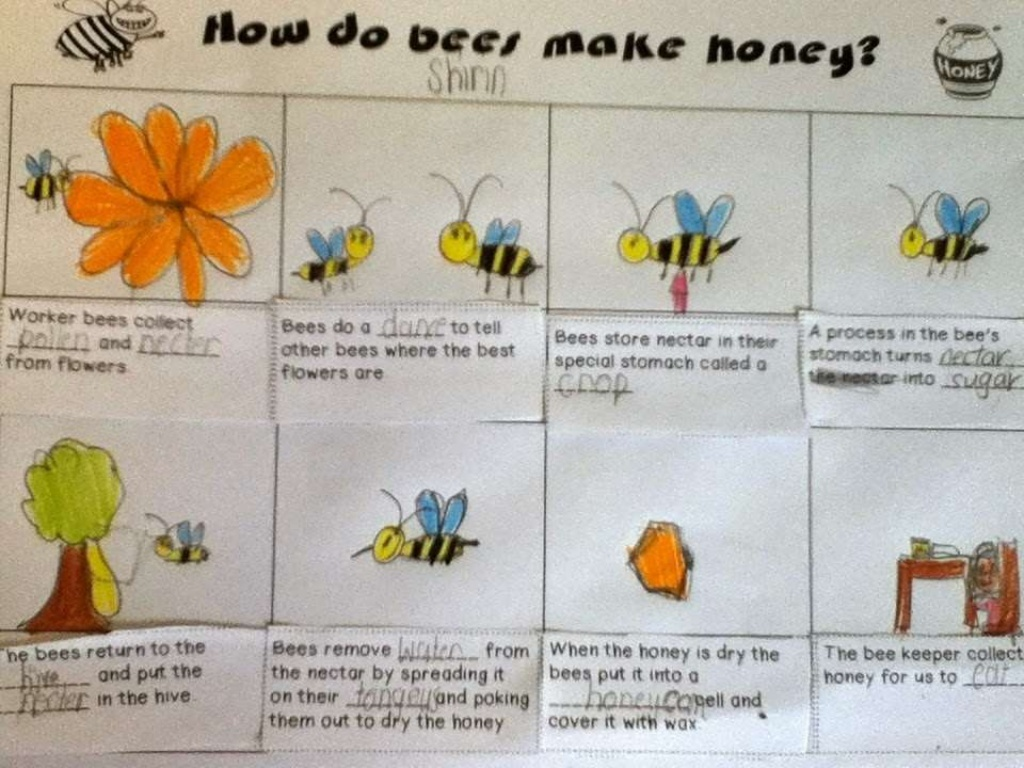 How do bees make honey?
HONEY
Shirin
Worker bees collect
pollen and necter
from flowers
Bees do a dance to tell
other bees where the best
flowers are
Bees store nectar in their
special stomach called a
crop
A process in the bee's
stomach turns nectar
the nectar into sugar
he bees return to the
hive and put the
necter in the hive
Bees remove water from
the nectar by spreading it
on their and poking
them out to dry the honey
When the honey is dry the
bees put it into a
honeycomb cell and
cover it with wax
The bee keeper collect
honey for us to eat